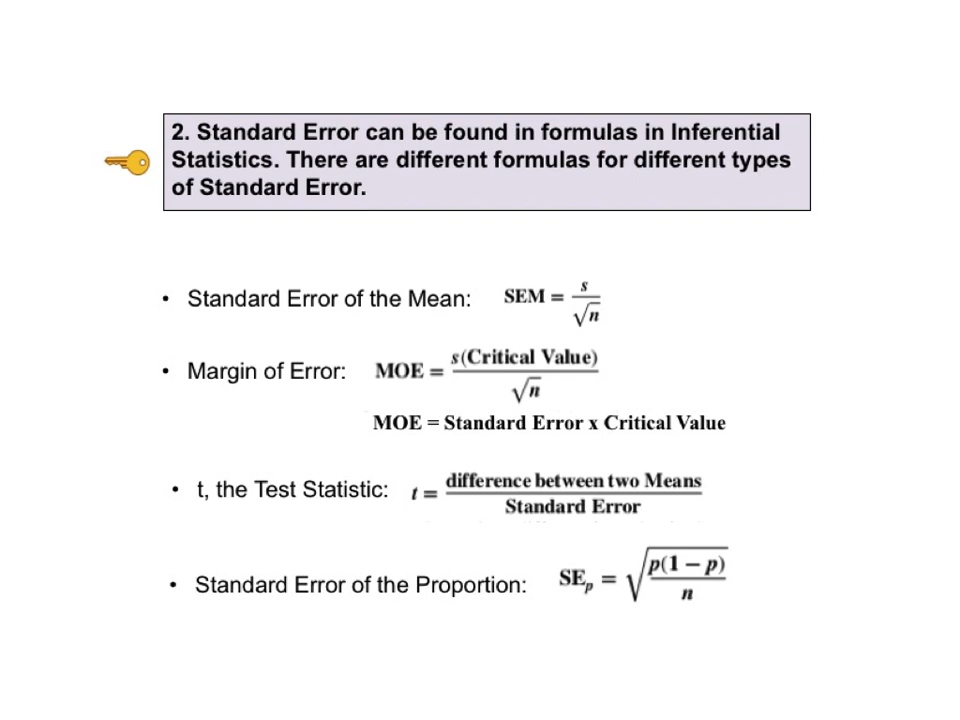 2. Standard Error can be found in formulas in Inferential
Statistics. There are different formulas for different types
of Standard Error.
• Standard Error of the Mean: SEM = s/√n
• Margin of Error: MOE = s(Critical Value)/√n
MOE = Standard Error x Critical Value
• t, the Test Statistic: t = difference between two Means/Standard Error
• Standard Error of the Proportion: SEₚ = √(p(1 – p)/n)